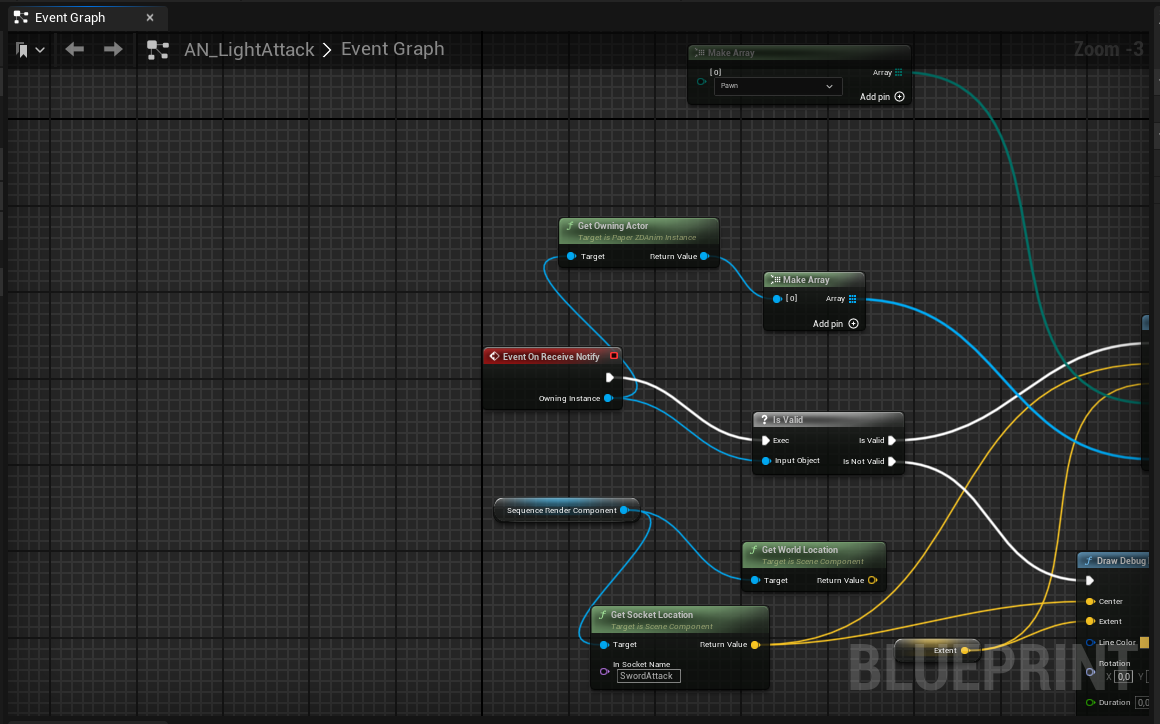 Event Graph
AN_LightAttack > Event Graph
Zoom -3
Make Array
[0]
Array
Pawn
Add pin
Get Owning Actor
Target is Paper ZDAnim Instance
Target
Return Value
Make Array
[0]
Array
Add pin
Event On Receive Notify
Owning Instance
? Is Valid
Exec
Is Valid
Input Object
Is Not Valid
Sequence Render Component
Get World Location
Target is Scene Component
Target
Return Value
Draw Debug
Center
Extent
Line Color
Rotation
X 0,0 Y
Duration 0,0
Get Socket Location
Target is Scene Component
Target
Return Value
In Socket Name
SwordAttack
Extent
BLUEPRINT